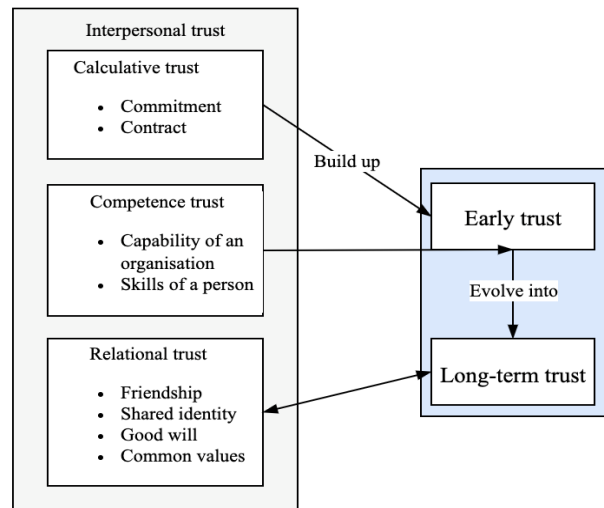 Interpersonal trust
Calculative trust
• Commitment
• Contract
Build up
Competence trust
• Capability of an
organisation
• Skills of a person
Early trust
Evolve into
Long-term trust
Relational trust
• Friendship
• Shared identity
• Good will
• Common values